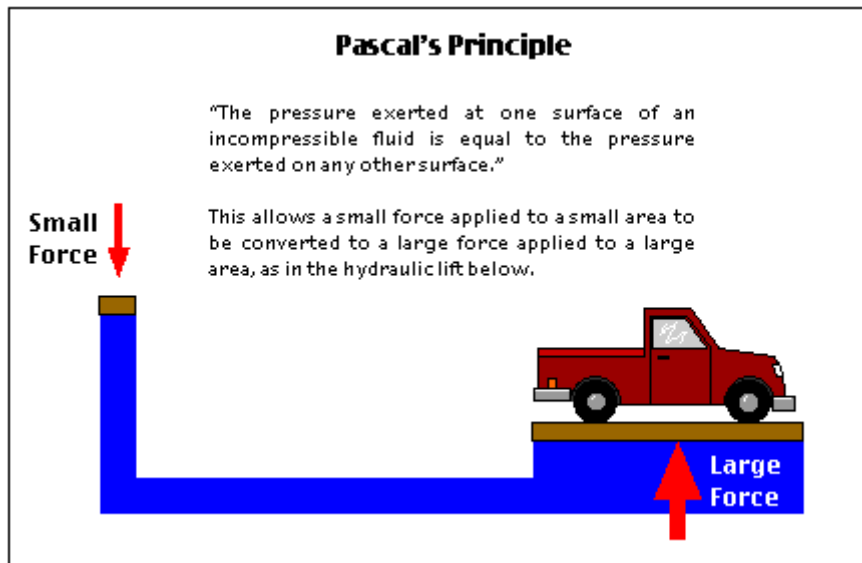 Pascal's Principle
"The pressure exerted at one surface of an
incompressible fluid is equal to the pressure
exerted on any other surface."
This allows a small force applied to a small area to
be converted to a large force applied to a large
area, as in the hydraulic lift below.
Small
Force
Large
Force